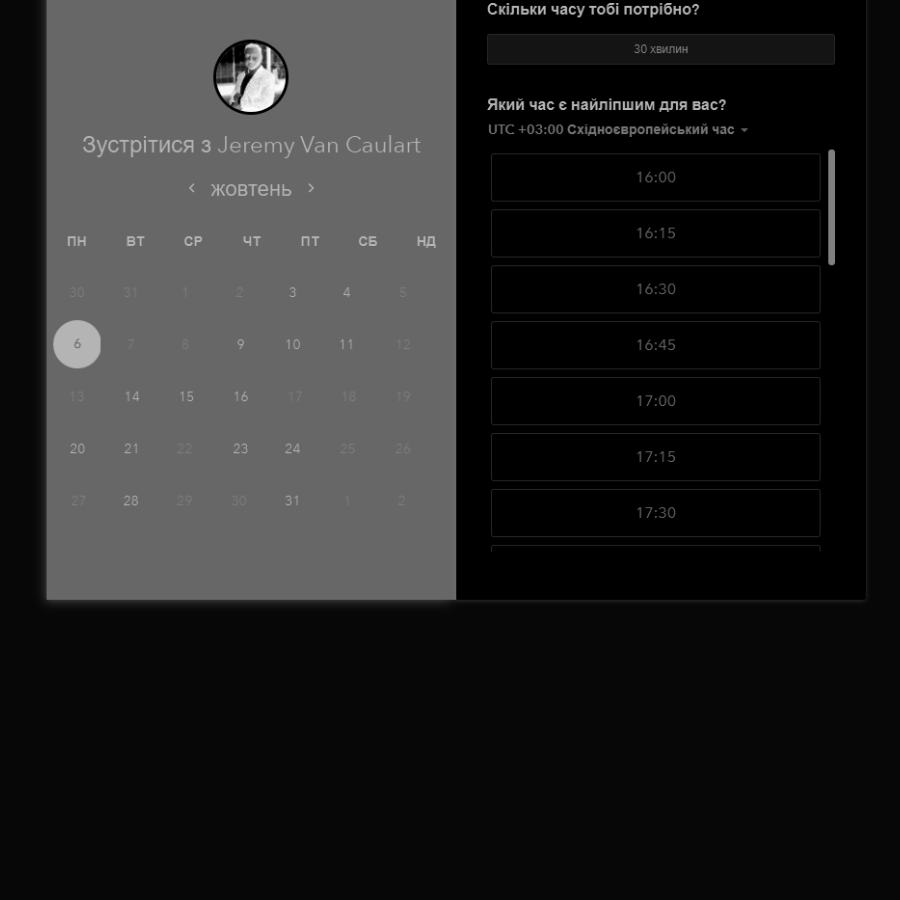 Зустрітися з Jeremy Van Caulart
жовтень
ПН ВТ СР ЧТ ПТ СБ НД
30 31 1 2 3 4 5
6 7 8 9 10 11 12
13 14 15 16 17 18 19
20 21 22 23 24 25 26
27 28 29 30 31 1 2
Скільки часу тобі потрібно?
30 хвилин
Який час є найліпшим для вас?
UTC +03:00 Східноєвропейський час
16:00
16:15
16:30
16:45
17:00
17:15
17:30